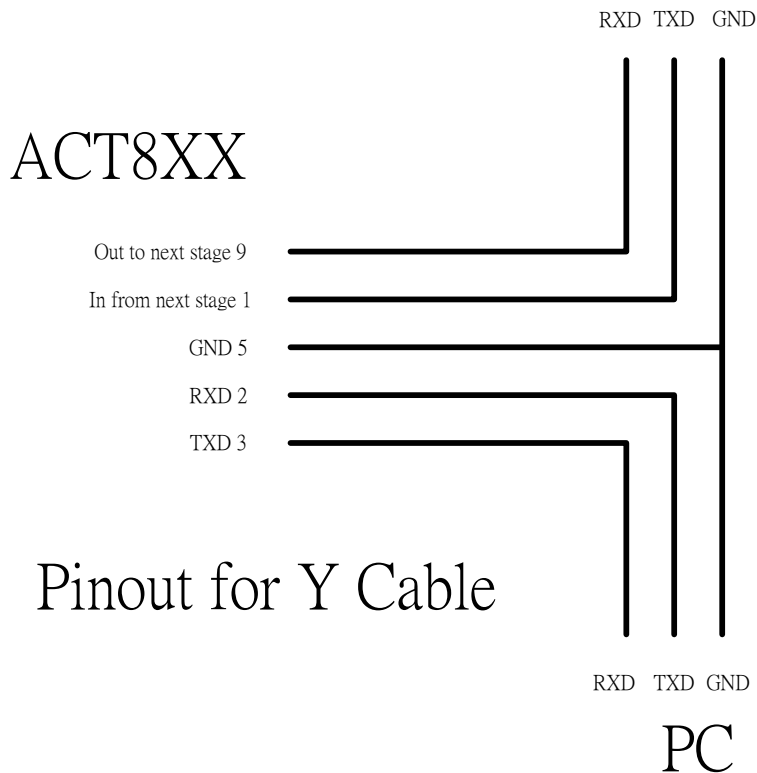 RXD TXD GND
ACT8XX
Out to next stage 9
In from next stage 1
GND 5
RXD 2
TXD 3
Pinout for Y Cable
RXD TXD GND
PC